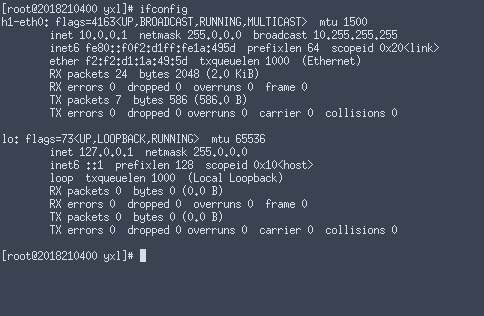 [root@2018210400 yxl]# ifconfig
h1-eth0: flags=4163<UP,BROADCAST,RUNNING,MULTICAST>  mtu 1500
        inet 10.0.0.1  netmask 255.0.0.0  broadcast 10.255.255.255
        inet6 fe80::f0f2:d1ff:fe1a:495d  prefixlen 64  scopeid 0x20<link>
        ether f2:f2:d1:1a:49:5d  txqueuelen 1000  (Ethernet)
        RX packets 24  bytes 2048 (2.0 KiB)
        RX errors 0  dropped 0  overruns 0  frame 0
        TX packets 7  bytes 586 (586.0 B)
        TX errors 0  dropped 0 overruns 0  carrier 0  collisions 0

lo: flags=73<UP,LOOPBACK,RUNNING>  mtu 65536
        inet 127.0.0.1  netmask 255.0.0.0
        inet6 ::1  prefixlen 128  scopeid 0x10<host>
        loop  txqueuelen 1000  (Local Loopback)
        RX packets 0  bytes 0 (0.0 B)
        RX errors 0  dropped 0  overruns 0  frame 0
        TX packets 0  bytes 0 (0.0 B)
        TX errors 0  dropped 0 overruns 0  carrier 0  collisions 0

[root@2018210400 yxl]#